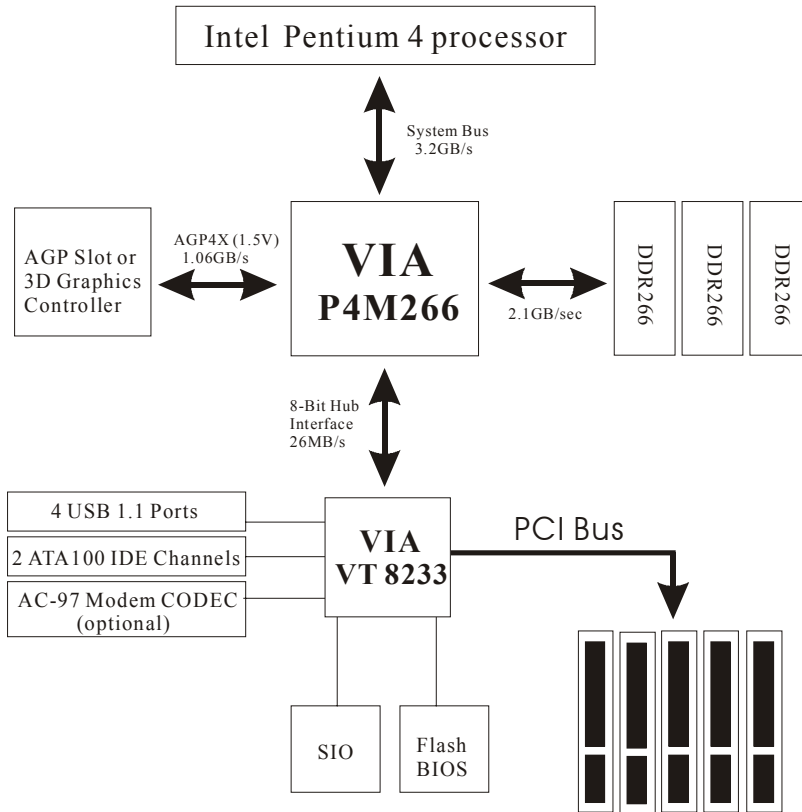 Intel Pentium 4 processor
System Bus
3.2GB/s
AGP Slot or
3D Graphics
Controller
AGP4X (1.5V)
1.06GB/s
VIA
P4M266
2.1GB/sec
DDR266
DDR266
DDR266
8-Bit Hub
Interface
26MB/s
4 USB 1.1 Ports
2 ATA100 IDE Channels
AC-97 Modem CODEC
(optional)
VIA
VT 8233
PCI Bus
SIO
Flash
BIOS